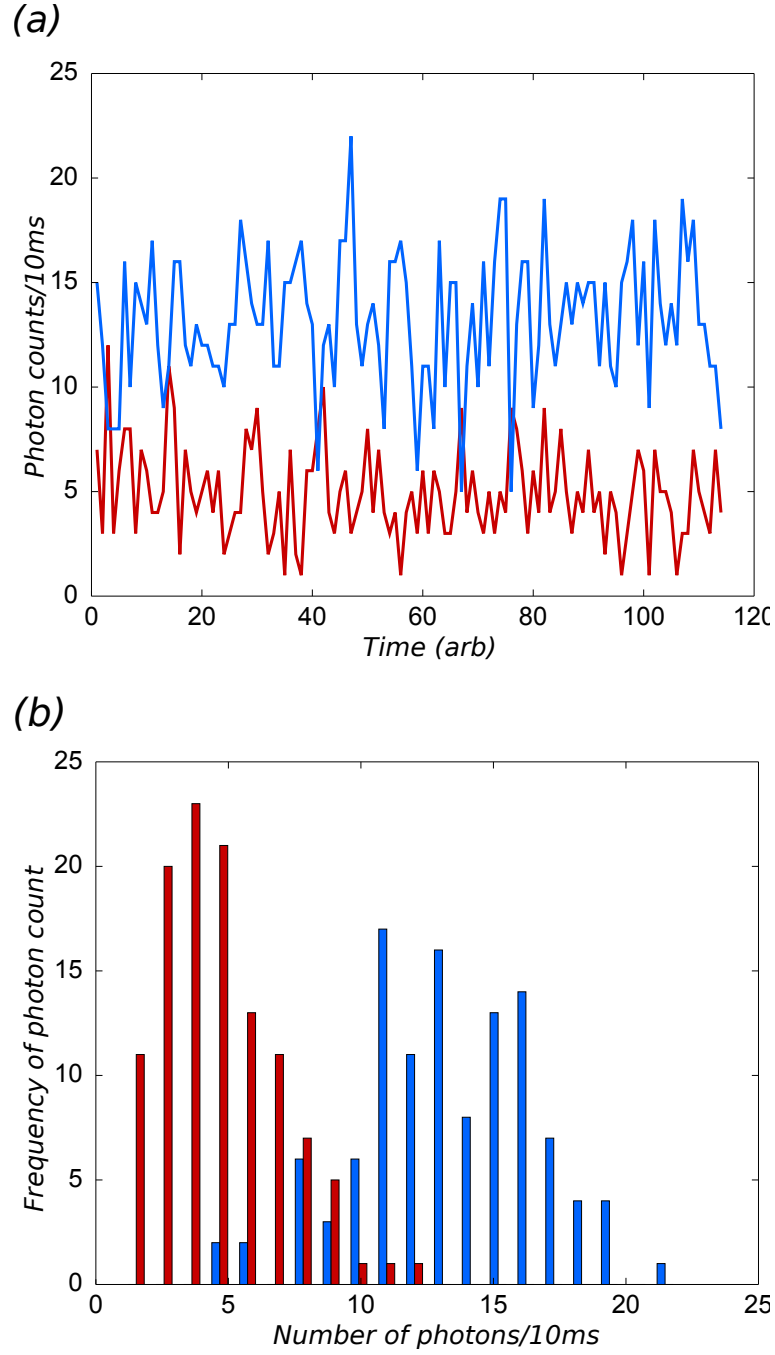 (a)
25
20
15
10
5
0
Photon counts/10ms
0 20 40 60 80 100 120
Time (arb)
(b)
25
20
15
10
5
0
Frequency of photon count
0 5 10 15 20 25
Number of photons/10ms